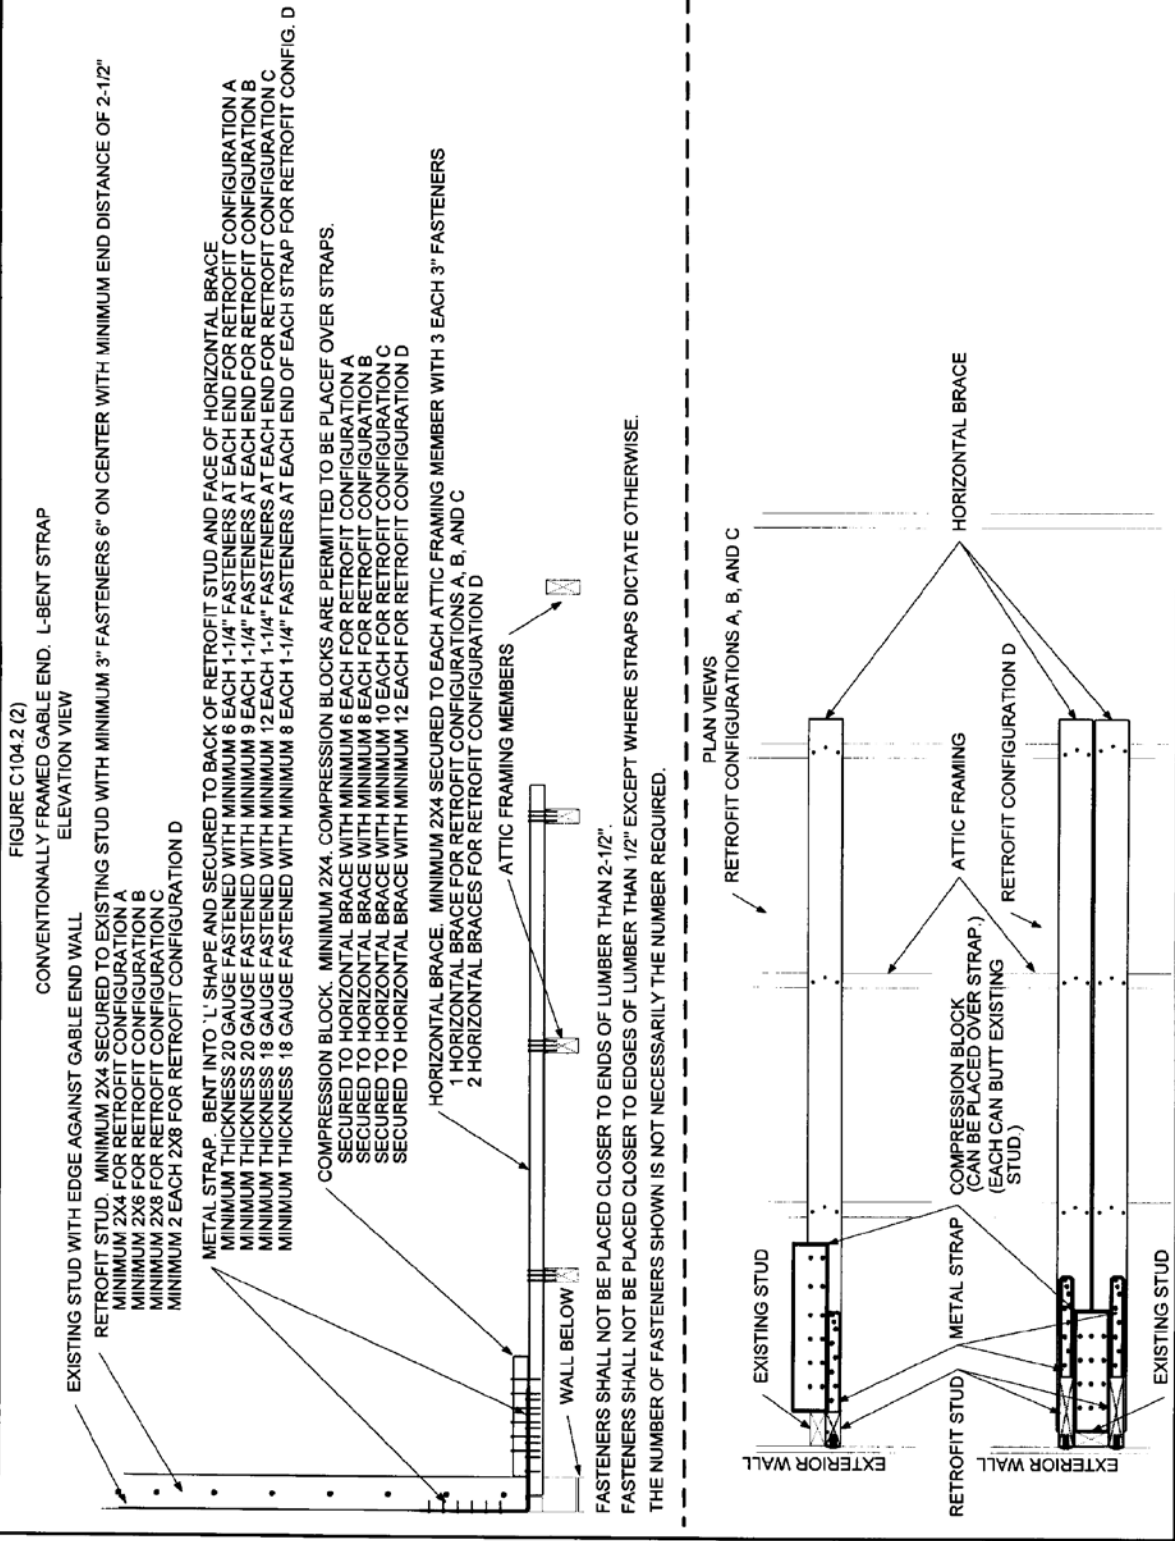 FIGURE C104.2 (2)
CONVENTIONALLY FRAMED GABLE END. L-BENT STRAP
ELEVATION VIEW
EXISTING STUD WITH EDGE AGAINST GABLE END WALL
RETROFIT STUD. MINIMUM 2X4 SECURED TO EXISTING STUD WITH MINIMUM 3" FASTENERS 6" ON CENTER WITH MINIMUM END DISTANCE OF 2-1/2"
MINIMUM 2X4 FOR RETROFIT CONFIGURATION A
MINIMUM 2X6 FOR RETROFIT CONFIGURATION B
MINIMUM 2X8 FOR RETROFIT CONFIGURATION C
MINIMUM 2 EACH 2X8 FOR RETROFIT CONFIGURATION D
METAL STRAP. BENT INTO 'L' SHAPE AND SECURED TO BACK OF RETROFIT STUD AND FACE OF HORIZONTAL BRACE
MINIMUM THICKNESS 20 GAUGE FASTENED WITH MINIMUM 6 EACH 1-1/4" FASTENERS AT EACH END FOR RETROFIT CONFIGURATION A
MINIMUM THICKNESS 20 GAUGE FASTENED WITH MINIMUM 9 EACH 1-1/4" FASTENERS AT EACH END FOR RETROFIT CONFIGURATION B
MINIMUM THICKNESS 18 GAUGE FASTENED WITH MINIMUM 12 EACH 1-1/4" FASTENERS AT EACH END FOR RETROFIT CONFIGURATION C
MINIMUM THICKNESS 18 GAUGE FASTENED WITH MINIMUM 8 EACH 1-1/4" FASTENERS AT EACH END OF EACH STRAP FOR RETROFIT CONFIG. D
COMPRESSION BLOCK. MINIMUM 2X4. COMPRESSION BLOCKS ARE PERMITTED TO BE PLACEF OVER STRAPS.
SECURED TO HORIZONTAL BRACE WITH MINIMUM 6 EACH FOR RETROFIT CONFIGURATION A
SECURED TO HORIZONTAL BRACE WITH MINIMUM 8 EACH FOR RETROFIT CONFIGURATION B
SECURED TO HORIZONTAL BRACE WITH MINIMUM 10 EACH FOR RETROFIT CONFIGURATION C
SECURED TO HORIZONTAL BRACE WITH MINIMUM 12 EACH FOR RETROFIT CONFIGURATION D
HORIZONTAL BRACE. MINIMUM 2X4 SECURED TO EACH ATTIC FRAMING MEMBER WITH 3 EACH 3" FASTENERS
1 HORIZONTAL BRACE FOR RETROFIT CONFIGURATIONS A, B, AND C
2 HORIZONTAL BRACES FOR RETROFIT CONFIGURATION D
ATTIC FRAMING MEMBERS
WALL BELOW
FASTENERS SHALL NOT BE PLACED CLOSER TO ENDS OF LUMBER THAN 2-1/2".
FASTENERS SHALL NOT BE PLACED CLOSER TO EDGES OF LUMBER THAN 1/2" EXCEPT WHERE STRAPS DICTATE OTHERWISE.
THE NUMBER OF FASTENERS SHOWN IS NOT NECESSARILY THE NUMBER REQUIRED.
PLAN VIEWS
RETROFIT CONFIGURATIONS A, B, AND C
EXISTING STUD
EXTERIOR WALL
HORIZONTAL BRACE
ATTIC FRAMING
COMPRESSION BLOCK
(CAN BE PLACED OVER STRAP.)
(EACH CAN BUTT EXISTING
STUD.)
METAL STRAP
RETROFIT STUD
RETROFIT CONFIGURATION D
EXTERIOR WALL
EXISTING STUD